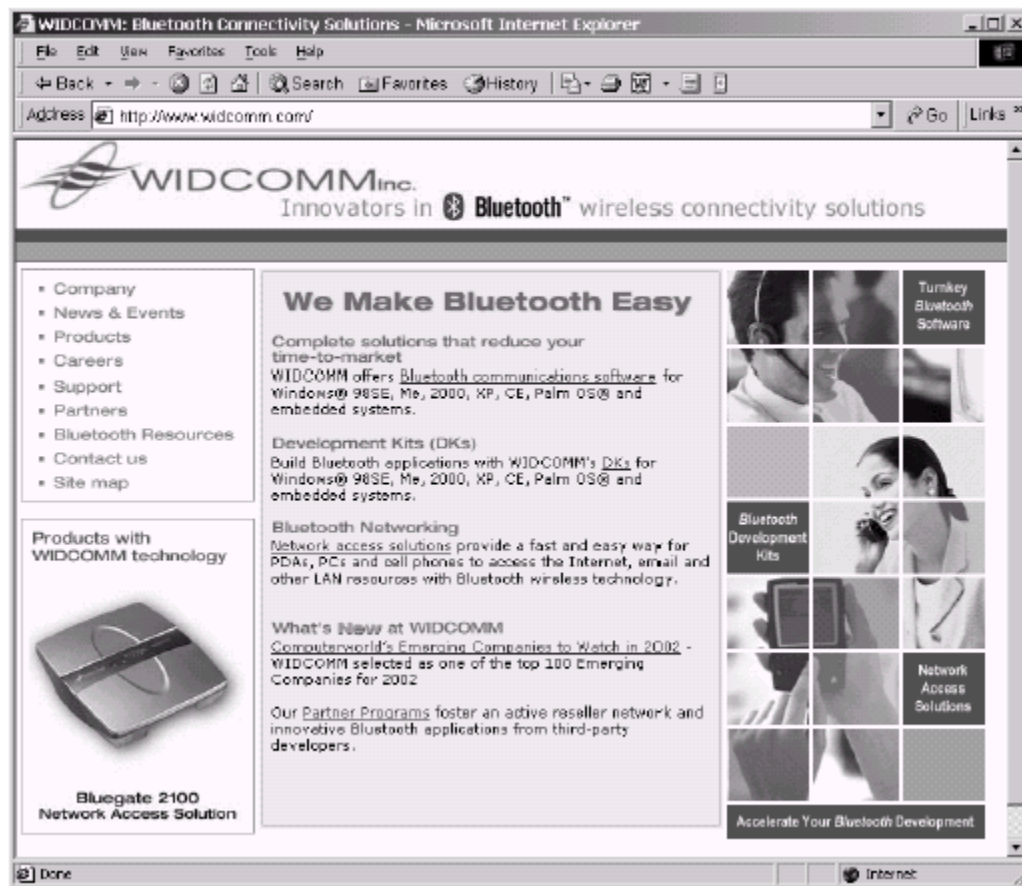 WIDCOMM: Bluetooth Connectivity Solutions - Microsoft Internet Explorer
File Edit View Favorites Tools Help
Back Search Favorites History
Address http://www.widcomm.com/ Go Links »
WIDCOMM Inc.
Innovators in Bluetooth™ wireless connectivity solutions
Company
News & Events
Products
Careers
Support
Partners
Bluetooth Resources
Contact us
Site map
Products with
WIDCOMM technology
Bluegate 2100
Network Access Solution
We Make Bluetooth Easy
Complete solutions that reduce your
time-to-market
WIDCOMM offers Bluetooth communications software for
Windows® 98SE, Me, 2000, XP, CE, Palm OS® and
embedded systems.
Development Kits (DKs)
Build Bluetooth applications with WIDCOMM's DKs for
Windows® 98SE, Me, 2000, XP, CE, Palm OS® and
embedded systems.
Bluetooth Networking
Network access solutions provide a fast and easy way for
PDAs, PCs and cell phones to access the Internet, email and
other LAN resources with Bluetooth wireless technology.
What's New at WIDCOMM
Computerworld's Emerging Companies to Watch in 2002 -
WIDCOMM selected as one of the top 100 Emerging
Companies for 2002
Our Partner Programs foster an active reseller network and
innovative Bluetooth applications from third-party
developers.
Turnkey
Bluetooth
Software
Bluetooth
Development
Kits
Network
Access
Solutions
Accelerate Your Bluetooth Development
Done
Internet